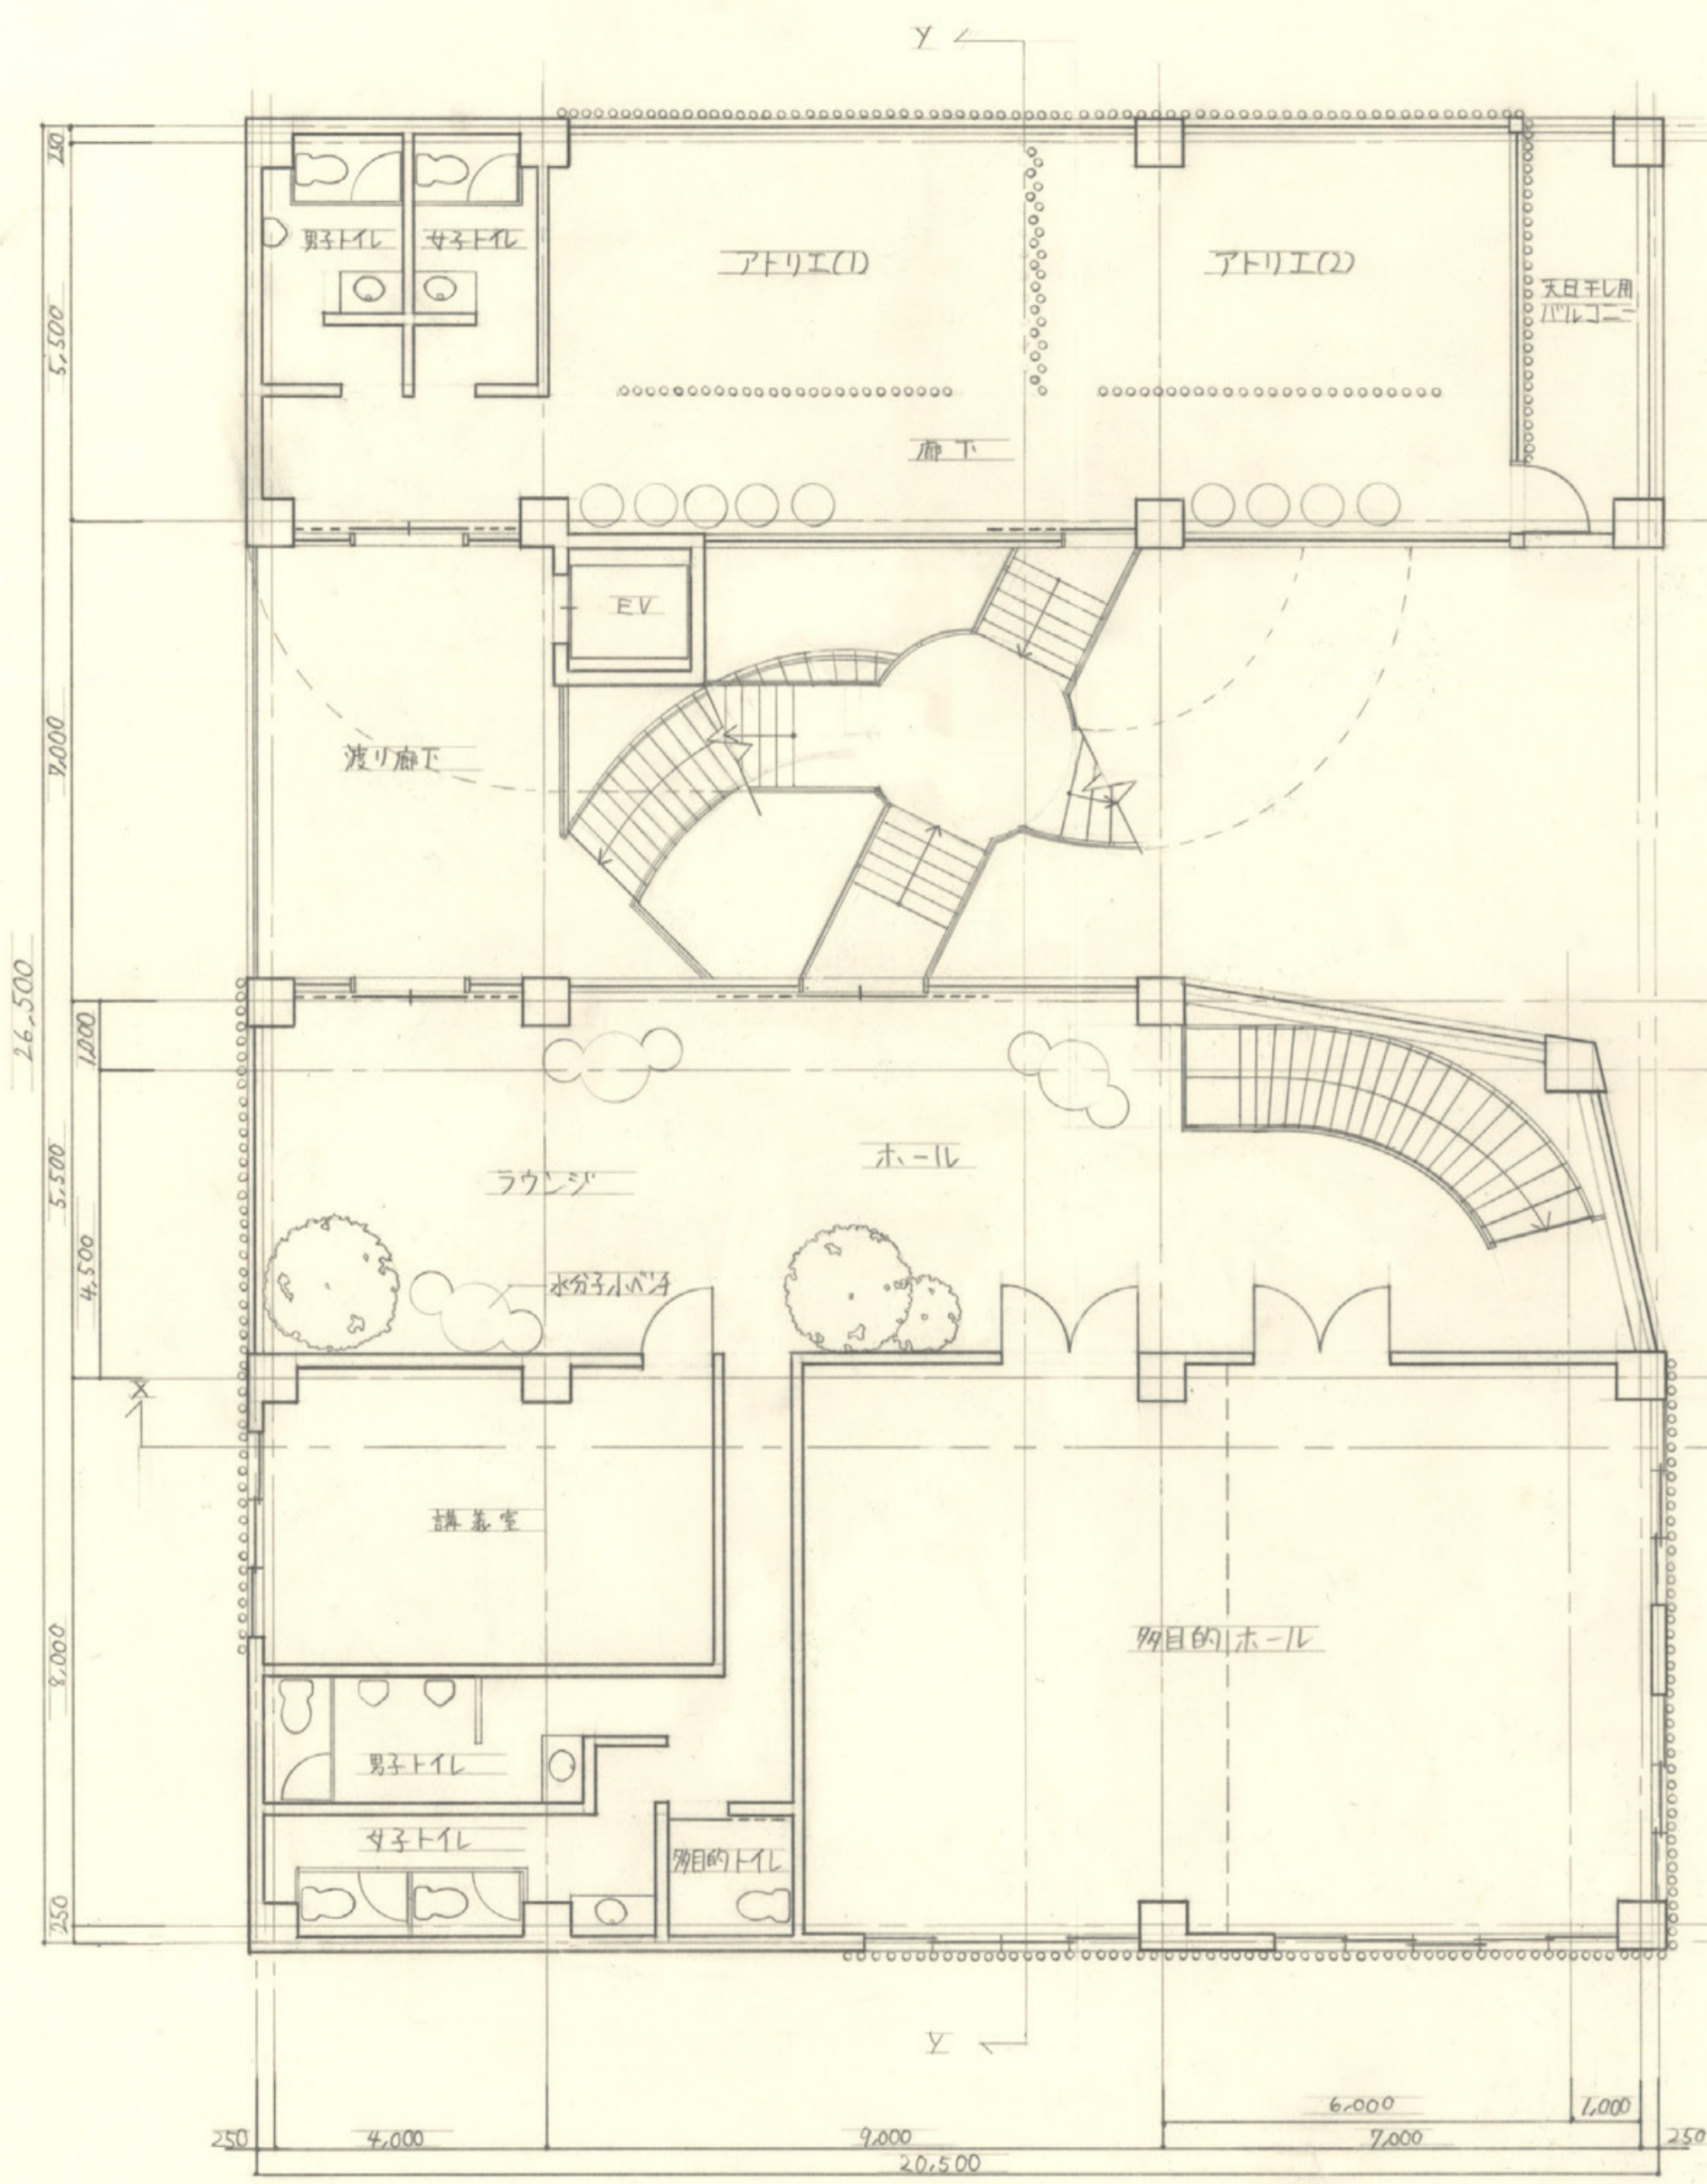 Y
250
男子トイレ
女子トイレ
アトリエ(1)
アトリエ(2)
天日干し用
バルコニー
5,500
廊下
EV
7,000
渡り廊下
26,500
1,000
ホール
5,500
ラウンジ
4,500
水分子小ベンチ
X
講義室
8,000
多目的ホール
男子トイレ
女子トイレ
多目的トイレ
250
Y
6,000
1,000
250
4,000
9,000
7,000
250
20,500